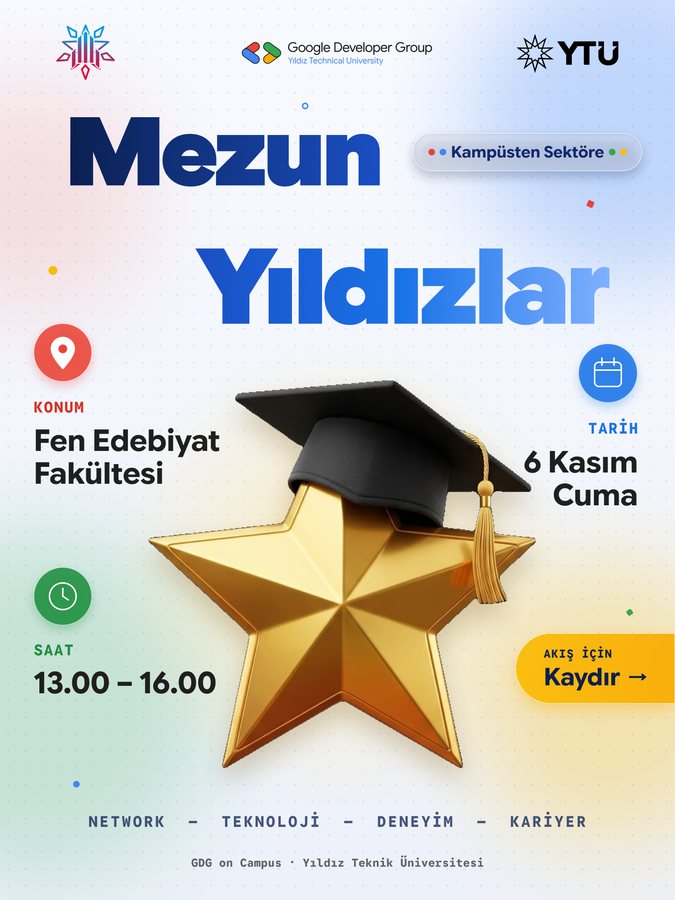 Google Developer Group
Yıldız Technical University
YTÜ
Mezun
Kampüsten Sektöre
Yıldızlar
KONUM
Fen Edebiyat
Fakültesi
TARİH
6 Kasım
Cuma
SAAT
13.00 – 16.00
AKIŞ İÇİN
Kaydır →
NETWORK – TEKNOLOJİ – DENEYİM – KARİYER
GDG on Campus · Yıldız Teknik Üniversitesi